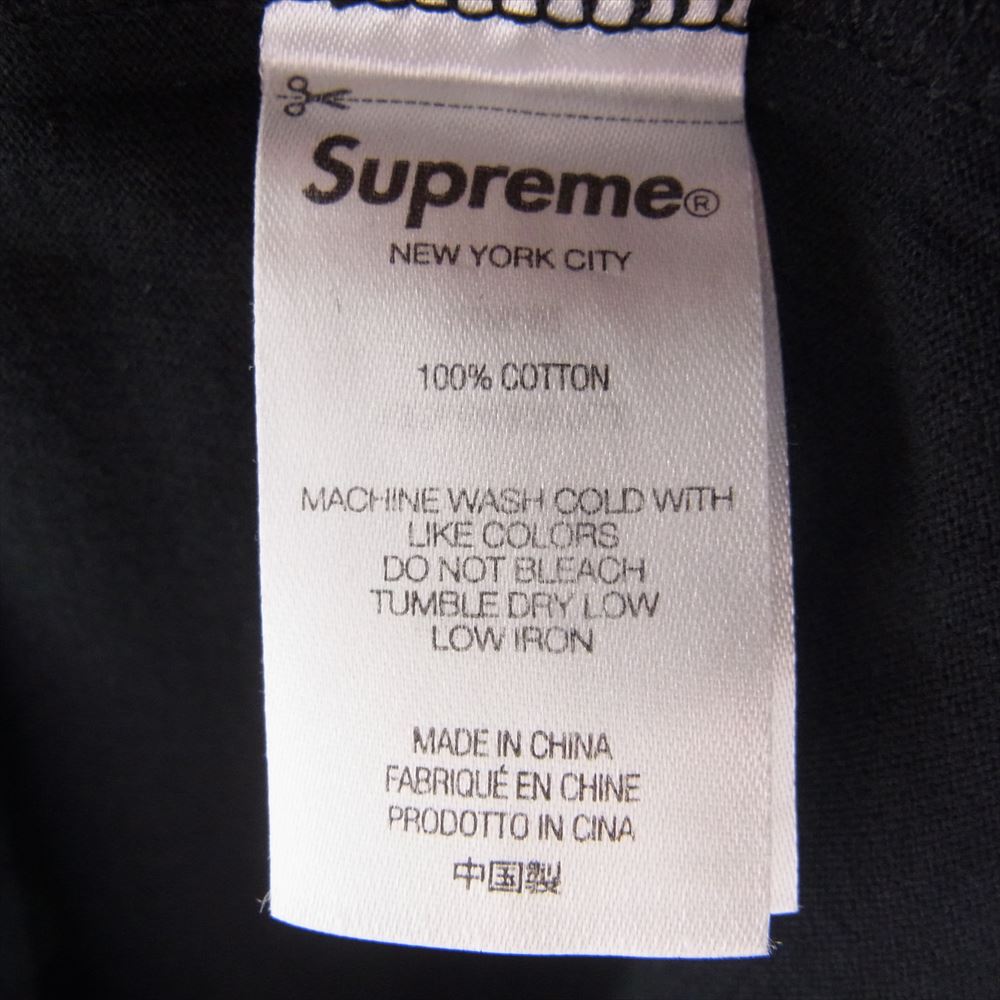 Supreme®
NEW YORK CITY
100% COTTON
MACHINE WASH COLD WITH
LIKE COLORS
DO NOT BLEACH
TUMBLE DRY LOW
LOW IRON
MADE IN CHINA
FABRIQUÉ EN CHINE
PRODOTTO IN CINA
中国製